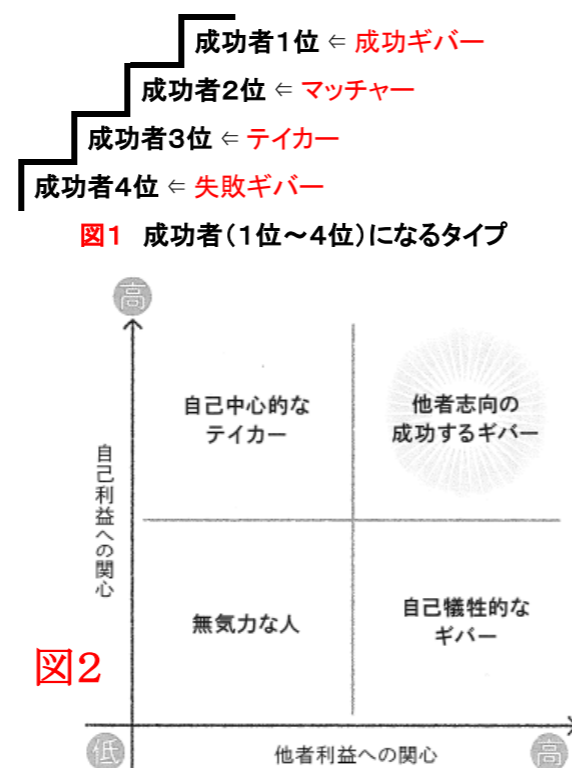 成功者1位 ⇐ 成功ギバー
成功者2位 ⇐ マッチャー
成功者3位 ⇐ テイカー
成功者4位 ⇐ 失敗ギバー
図1 成功者(1位～4位)になるタイプ
高
自己中心的な
テイカー
他者志向の
成功するギバー
自己利益への関心
無気力な人
自己犠牲的な
ギバー
図2
低
他者利益への関心
高